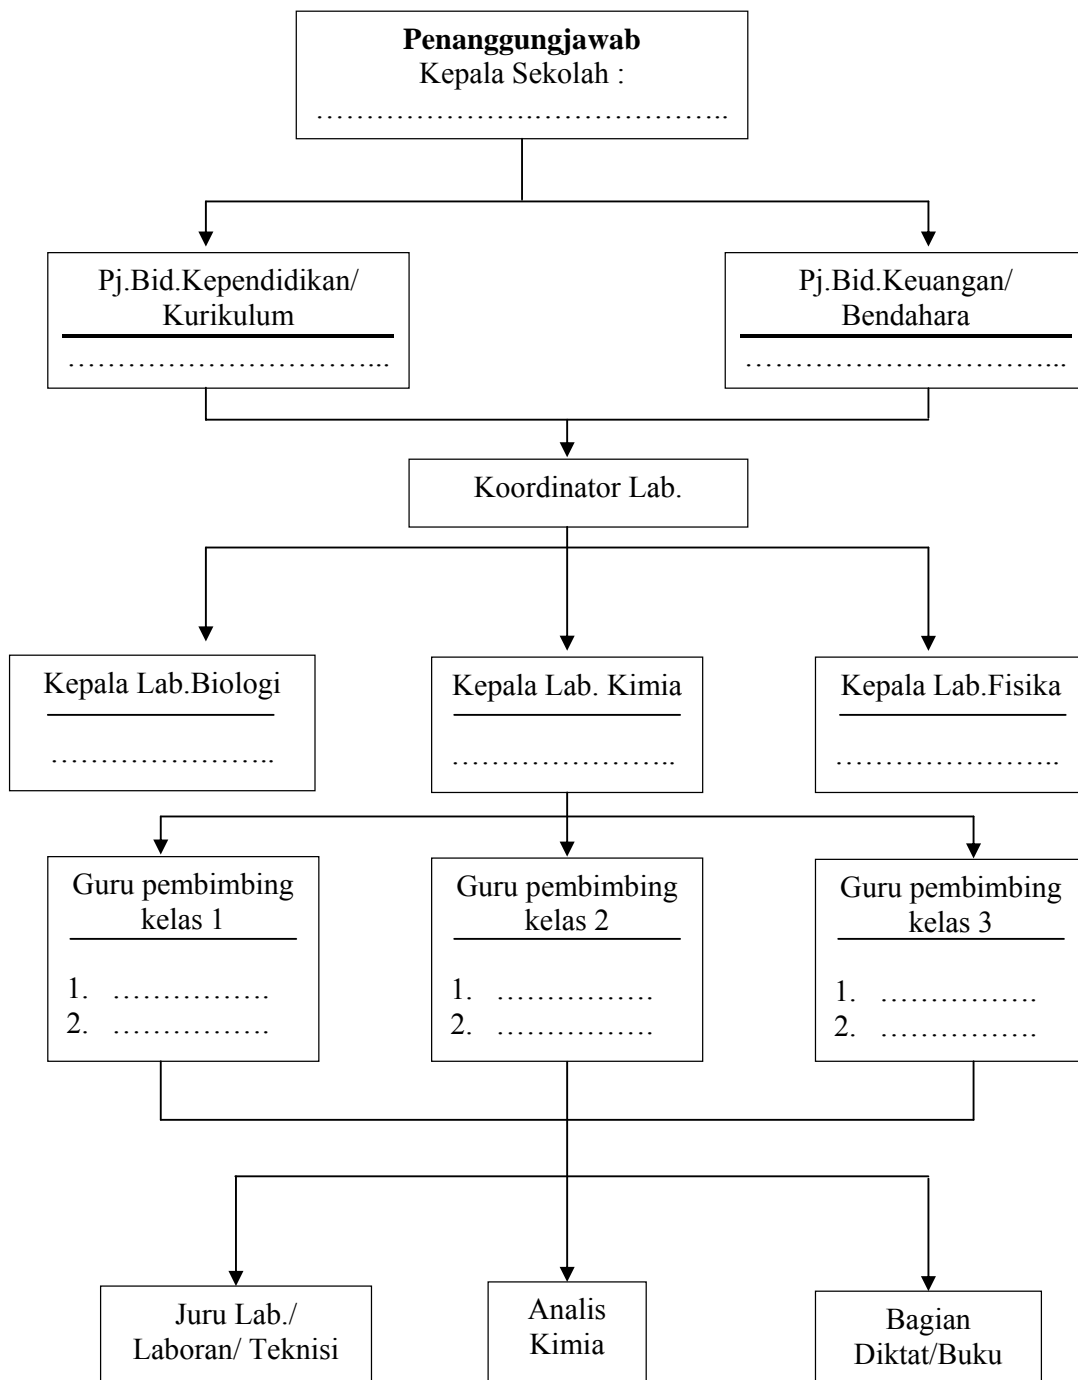 Penanggungjawab
Kepala Sekolah :
…………………..………………..
Pj.Bid.Kependidikan/
Kurikulum
…………………………...
Pj.Bid.Keuangan/
Bendahara
…………………………...
Koordinator Lab.
Kepala Lab.Biologi
…………………..
Kepala Lab. Kimia
…………………..
Kepala Lab.Fisika
…………………..
Guru pembimbing
kelas 1
1. …………….
2. …………….
Guru pembimbing
kelas 2
1. …………….
2. …………….
Guru pembimbing
kelas 3
1. …………….
2. …………….
Juru Lab./
Laboran/ Teknisi
Analis
Kimia
Bagian
Diktat/Buku